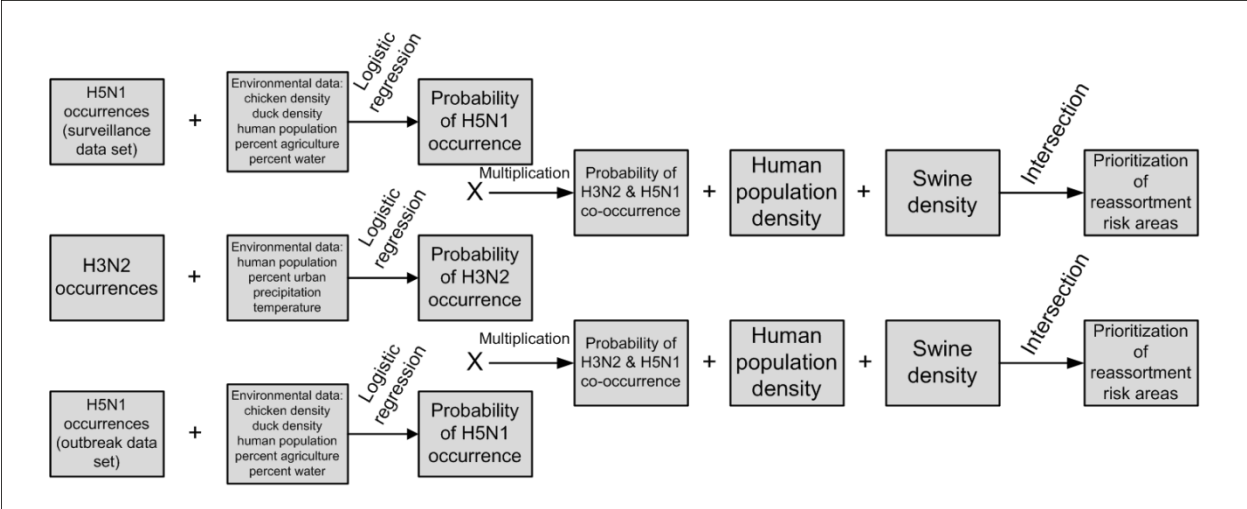 H5N1
occurrences
(surveillance
data set)
+
Environmental data:
chicken density
duck density
human population
percent agriculture
percent water
Logistic
regression
Probability
of H5N1
occurrence
H3N2
occurrences
+
Environmental data:
human population
percent urban
precipitation
temperature
Logistic
regression
Probability
of H3N2
occurrence
H5N1
occurrences
(outbreak data
set)
+
Environmental data:
chicken density
duck density
human population
percent agriculture
percent water
Logistic
regression
Probability
of H5N1
occurrence
X
Multiplication
Probability of
H3N2 & H5N1
co-occurrence
+
Human
population
density
+
Swine
density
Intersection
Prioritization
of
reassortment
risk areas
X
Multiplication
Probability of
H3N2 & H5N1
co-occurrence
+
Human
population
density
+
Swine
density
Intersection
Prioritization
of
reassortment
risk areas